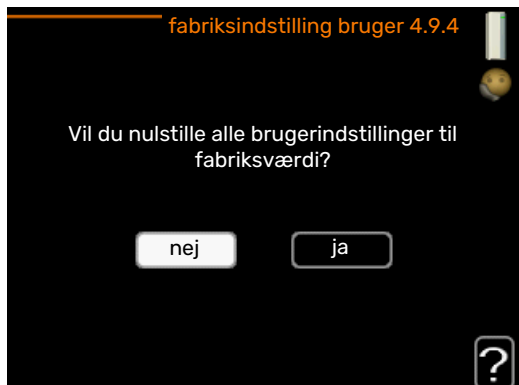 fabriksindstilling bruger 4.9.4
Vil du nulstille alle brugerindstillinger til
fabriksværdi?
nej
ja
?